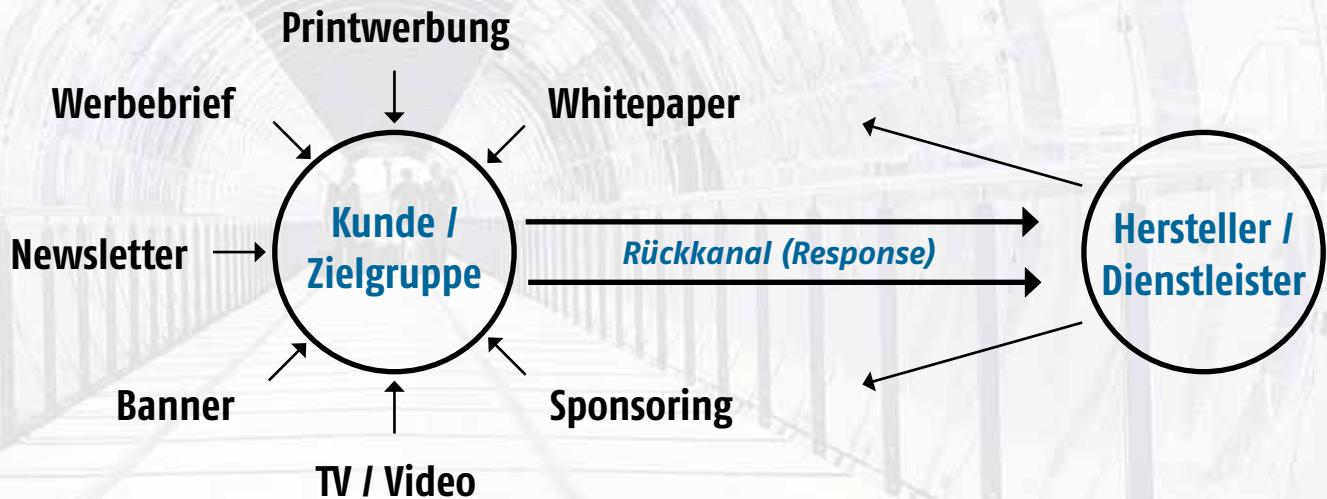 Printwerbung
Werbebrief
Whitepaper
Newsletter
Kunde /
Zielgruppe
Rückkanal (Response)
Hersteller /
Dienstleister
Banner
Sponsoring
TV / Video